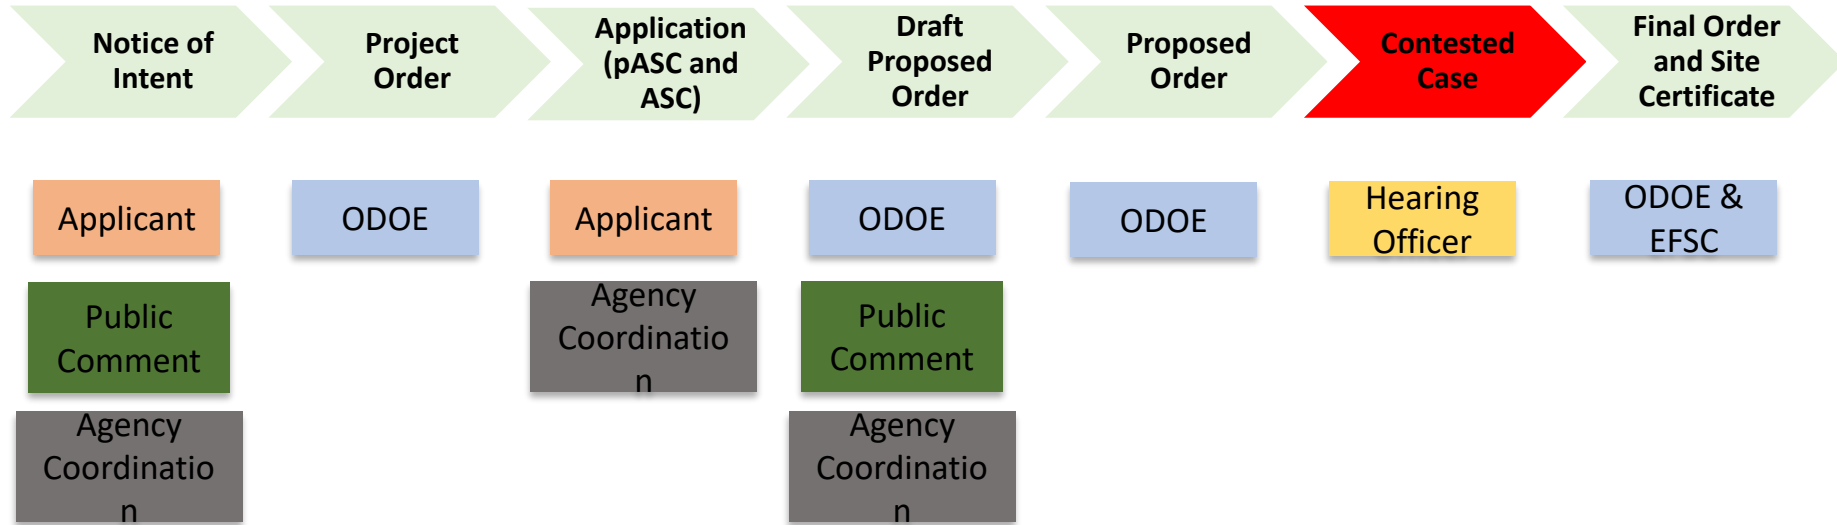 Notice of
Intent
Project
Order
Application
(pASC and
ASC)
Draft
Proposed
Order
Proposed
Order
Contested
Case
Final Order
and Site
Certificate
Applicant
ODOE
Applicant
ODOE
ODOE
Hearing
Officer
ODOE &
EFSC
Public
Comment
Agency
Coordinatio
n
Public
Comment
Agency
Coordinatio
n
Agency
Coordinatio
n